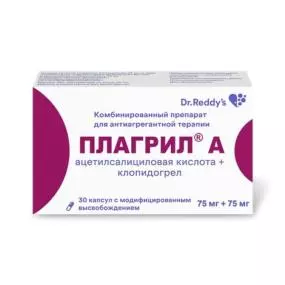 Dr.Reddy's
Комбинированный препарат
для антиагрегантной терапии
ПЛАГРИЛ® А
ацетилсалициловая кислота +
клопидогрел
30 капсул с модифицированным
высвобождением
75 мг + 75 мг